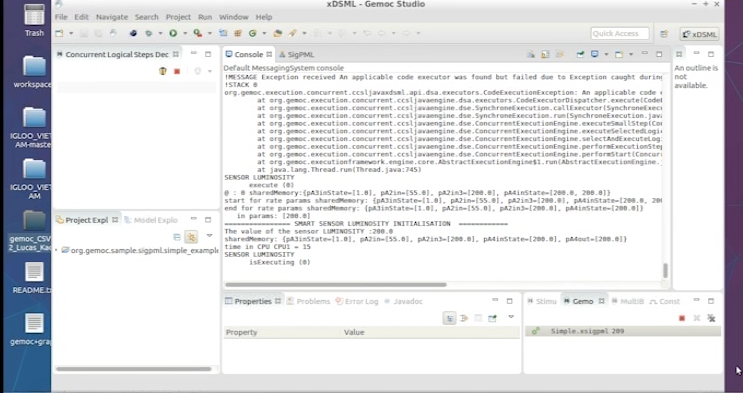 xDSML - Gemoc Studio
File Edit Navigate Search Project Run Window Help
Quick Access
xDSML
Trash
workspace
IGLOO_VIET
AM-master
IGLOO_VIET
AM
gemoc_CSV
2_Lucas_Kao
README.t
gemoc+gra
Concurrent Logical Steps Dec
Project Expl Model Explo
org.gemoc.sample.sigpml.simple_example
Console SigPML
Default MessagingSystem console
!MESSAGE Exception received An applicable code executor was found but failed due to Exception caught during
!STACK 0
org.gemoc.execution.concurrent.ccsljavaxdsml.api.dsa.executors.CodeExecutionException: An applicable code e
at org.gemoc.execution.concurrent.ccsljavaengine.dsa.executors.CodeExecutorDispatcher.execute(CodeE
at org.gemoc.execution.concurrent.ccsljavaengine.dse.SynchroneExecution.callExecutor(SynchroneExec
at org.gemoc.execution.concurrent.ccsljavaengine.dse.SynchroneExecution.run(SynchroneExecution.java
at org.gemoc.execution.concurrent.ccsljavaengine.dse.ConcurrentExecutionEngine.executeSmallStep(Con
at org.gemoc.execution.concurrent.ccsljavaengine.dse.ConcurrentExecutionEngine.executeSelectedLogic
at org.gemoc.execution.concurrent.ccsljavaengine.dse.ConcurrentExecutionEngine.selectAndExecuteLog
at org.gemoc.execution.concurrent.ccsljavaengine.dse.ConcurrentExecutionEngine.performExecutionStep
at org.gemoc.execution.concurrent.ccsljavaengine.dse.ConcurrentExecutionEngine.performStart(Concur
at org.gemoc.executionframework.engine.core.AbstractExecutionEngine$1.run(AbstractExecutionEngine.j
at java.lang.Thread.run(Thread.java:745)
SENSOR LUMINOSITY
execute (0)
@ : 0 sharedMemory:{pA3inState=[1.0], pA2in=[55.0], pA2in3=[200.0], pA4inState=[200.0, 200.0]}
start for rate params sharedMemory: {pA3inState=[1.0], pA2in=[55.0], pA2in3=[200.0], pA4inState=[200.0, 200
end for rate params sharedMemory: {pA3inState=[1.0], pA2in=[55.0], pA2in3=[200.0], pA4inState=[200.0]}
in params: [200.0]
================ SMART SENSOR LUMINOSITY INITIALISATION ============
The value of the sensor LUMINOSITY :200.0
sharedMemory: {pA3inState=[1.0], pA2in=[55.0], pA2in3=[200.0], pA4inState=[200.0], pA4out=[200.0]}
time in CPU CPU1 = 15
SENSOR LUMINOSITY
isExecuting (0)
An outline is
not
available.
Properties Problems Error Log Javadoc
Property Value
Stimu Gemo MultiB Const
Simple.xsigpml 209